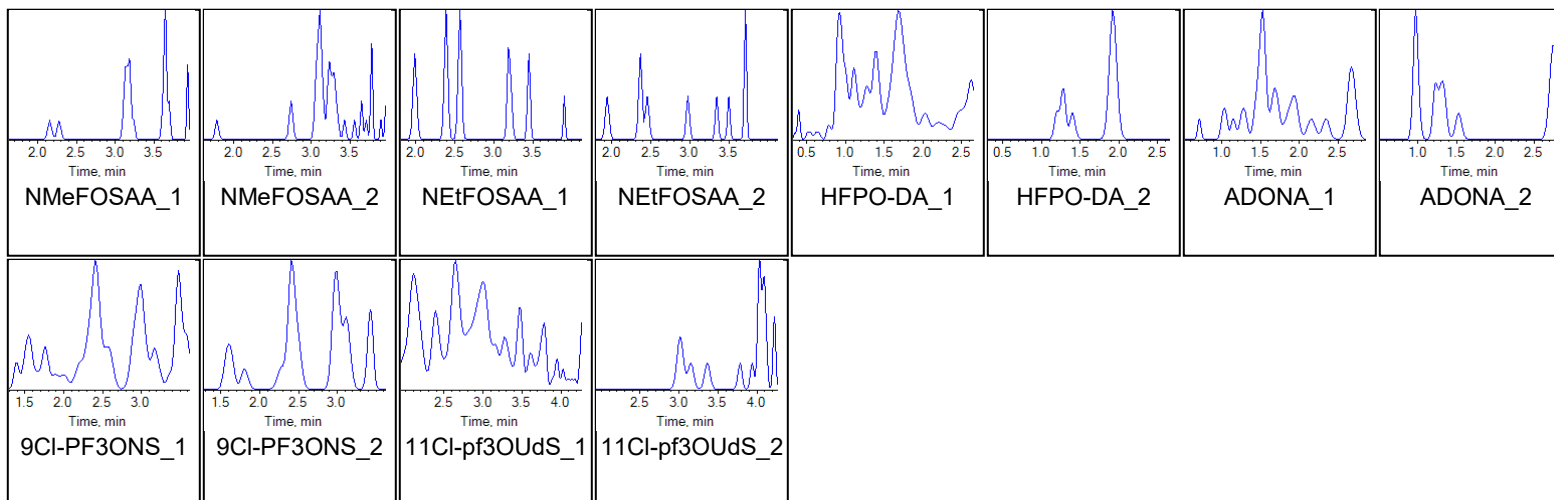 2.0 3.0 3.5
Time, min
NMeFOSAA_1
2.0 2.5 3.0 3.5
Time, min
NMeFOSAA_2
2.0 2.5 3.0 3.5
Time, min
NEtFOSAA_1
2.0 2.5 3.0 3.5
Time, min
NEtFOSAA_2
0.5 1.0 1.5 2.0 2.5
Time, min
HFPO-DA_1
0.5 1.0 1.5 2.0 2.5
Time, min
HFPO-DA_2
1.0 1.5 2.0 2.5
Time, min
ADONA_1
1.0 1.5 2.0 2.5
Time, min
ADONA_2
1.5 2.0 2.5 3.0
Time, min
9Cl-PF3ONS_1
1.5 2.0 2.5 3.0
Time, min
9Cl-PF3ONS_2
2.5 3.0 3.5 4.0
Time, min
11Cl-pf3OUdS_1
2.5 3.0 3.5 4.0
Time, min
11Cl-pf3OUdS_2